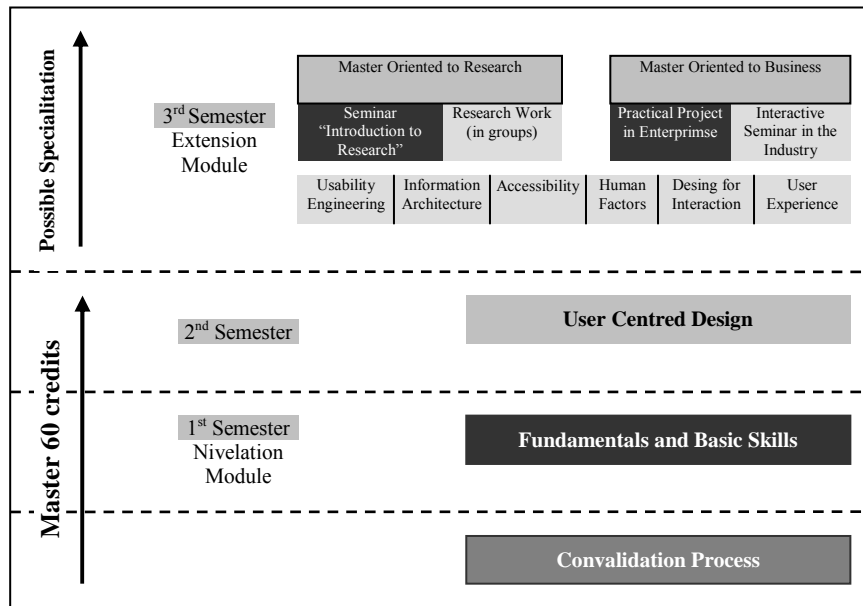 Possible Specialitation
3rd Semester
Extension
Module
Master Oriented to Research
Seminar
“Introduction to
Research”
Research Work
(in groups)
Master Oriented to Business
Practical Project
in Enterprimse
Interactive
Seminar in the
Industry
Usability
Engineering
Information
Architecture
Accessibility
Human
Factors
Desing for
Interaction
User
Experience
Master 60 credits
2nd Semester
User Centred Design
1st Semester
Nivelation
Module
Fundamentals and Basic Skills
Convalidation Process